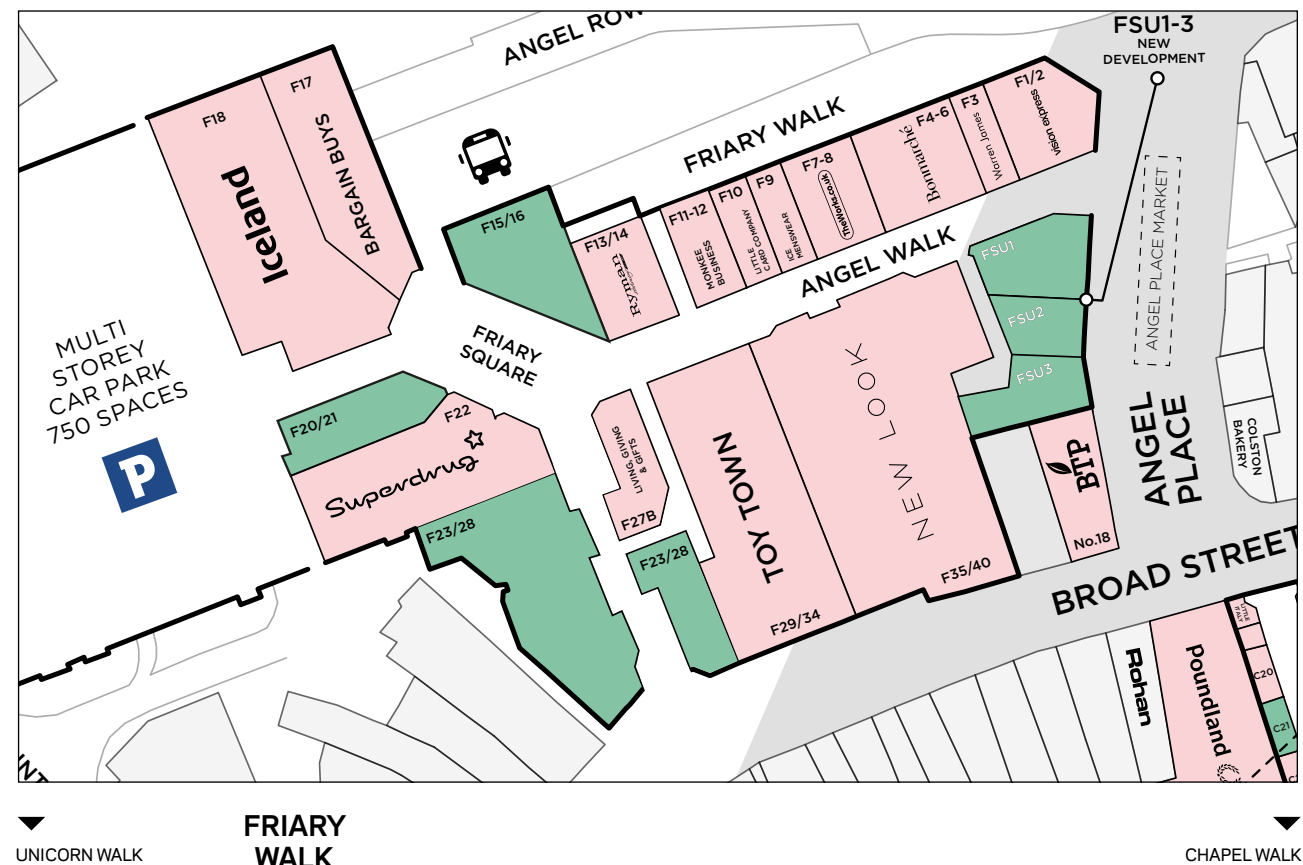 ANGEL ROW
FSU1-3
NEW
DEVELOPMENT
F18
Iceland
F17
BARGAIN BUYS
FRIARY WALK
F15/16
F13/14
Ryman
F11-12
MONKEE
BUSINESS
F10
LITTLE
CARD COMPANY
F9
ICE
MENSWEAR
F7-8
TheWorks.co.uk
F4-6
Bonmarché
F3
Warren James
F1/2
vision express
ANGEL WALK
FSU1
FSU2
FSU3
ANGEL PLACE MARKET
ANGEL
PLACE
COLSTON
BAKERY
MULTI
STOREY
CAR PARK
750 SPACES
P
FRIARY
SQUARE
F20/21
F22
Superdrug
F23/28
LIVING, GIVING
& GIFTS
F27B
F23/28
TOY TOWN
F29/34
NEW LOOK
F35/40
BTP
No.18
BROAD STREET
Rohan
Poundland
LITTLE
ITALY
C20
C21
UNICORN WALK
FRIARY
WALK
CHAPEL WALK